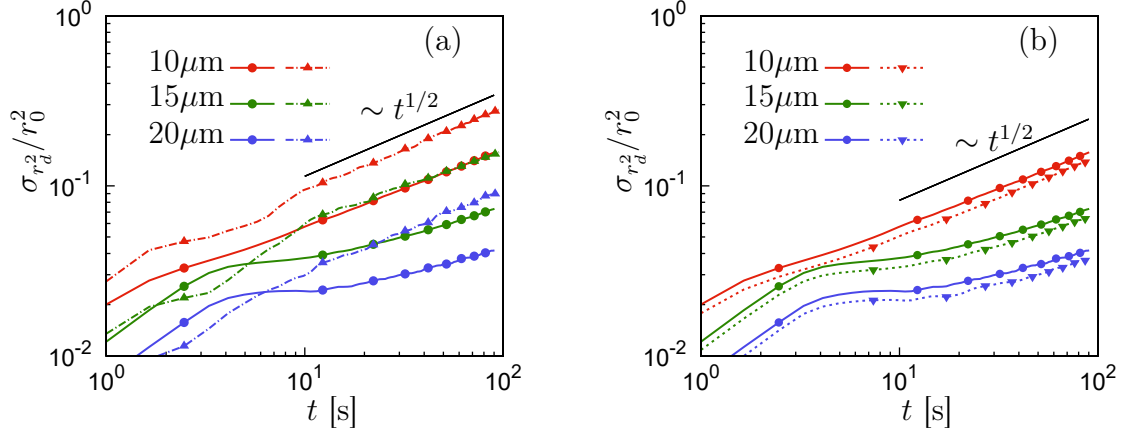 10⁰ (a)
10μm
15μm
20μm
∼ t^{1/2}
σ_{r_d^2}/r_0^2
10⁻¹
10⁻²
10⁰ 10¹ 10²
t [s]
10⁰ (b)
10μm
15μm
20μm
∼ t^{1/2}
σ_{r_d^2}/r_0^2
10⁻¹
10⁻²
10⁰ 10¹ 10²
t [s]